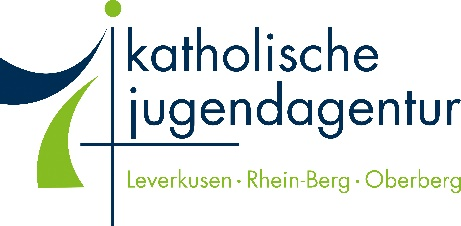 katholische
jugendagentur
Leverkusen · Rhein-Berg · Oberberg